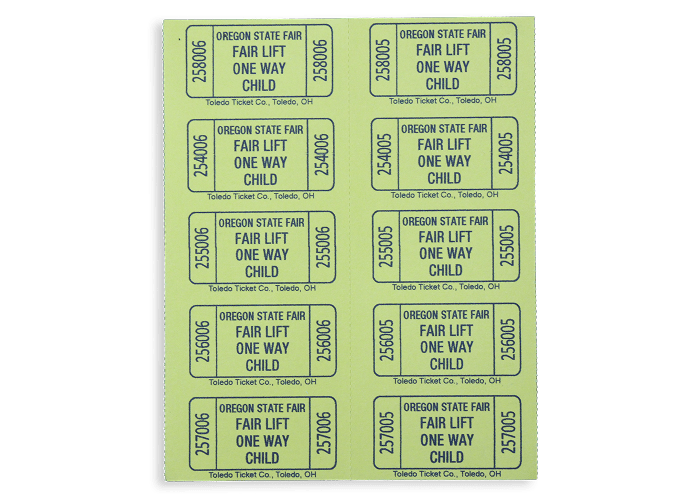 258006 OREGON STATE FAIR 258006
FAIR LIFT
ONE WAY
CHILD
Toledo Ticket Co., Toledo, OH
258005 OREGON STATE FAIR 258005
FAIR LIFT
ONE WAY
CHILD
Toledo Ticket Co., Toledo, OH
254006 OREGON STATE FAIR 254006
FAIR LIFT
ONE WAY
CHILD
Toledo Ticket Co., Toledo, OH
254005 OREGON STATE FAIR 254005
FAIR LIFT
ONE WAY
CHILD
Toledo Ticket Co., Toledo, OH
255006 OREGON STATE FAIR 255006
FAIR LIFT
ONE WAY
CHILD
Toledo Ticket Co., Toledo, OH
255005 OREGON STATE FAIR 255005
FAIR LIFT
ONE WAY
CHILD
Toledo Ticket Co., Toledo, OH
256006 OREGON STATE FAIR 256006
FAIR LIFT
ONE WAY
CHILD
Toledo Ticket Co., Toledo, OH
256005 OREGON STATE FAIR 256005
FAIR LIFT
ONE WAY
CHILD
Toledo Ticket Co., Toledo, OH
257006 OREGON STATE FAIR 257006
FAIR LIFT
ONE WAY
CHILD
Toledo Ticket Co., Toledo, OH
257005 OREGON STATE FAIR 257005
FAIR LIFT
ONE WAY
CHILD
Toledo Ticket Co., Toledo, OH